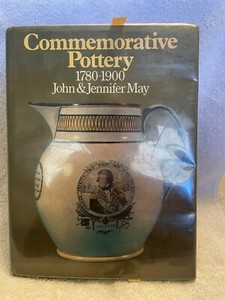 Commemorative
Pottery
1780-1900
John & Jennifer May